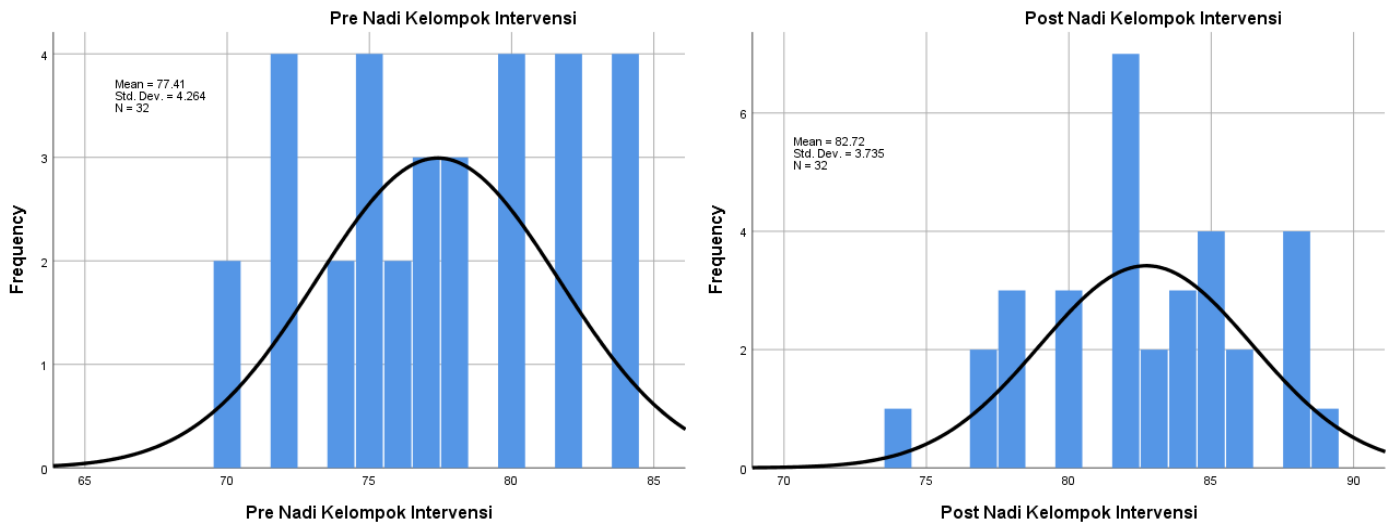 Pre Nadi Kelompok Intervensi
Mean = 77.41
Std. Dev. = 4.264
N = 32
Frequency
4
3
2
1
0
65
70
75
80
85
Pre Nadi Kelompok Intervensi
Post Nadi Kelompok Intervensi
Mean = 82.72
Std. Dev. = 3.735
N = 32
Frequency
6
4
2
0
70
75
80
85
90
Post Nadi Kelompok Intervensi